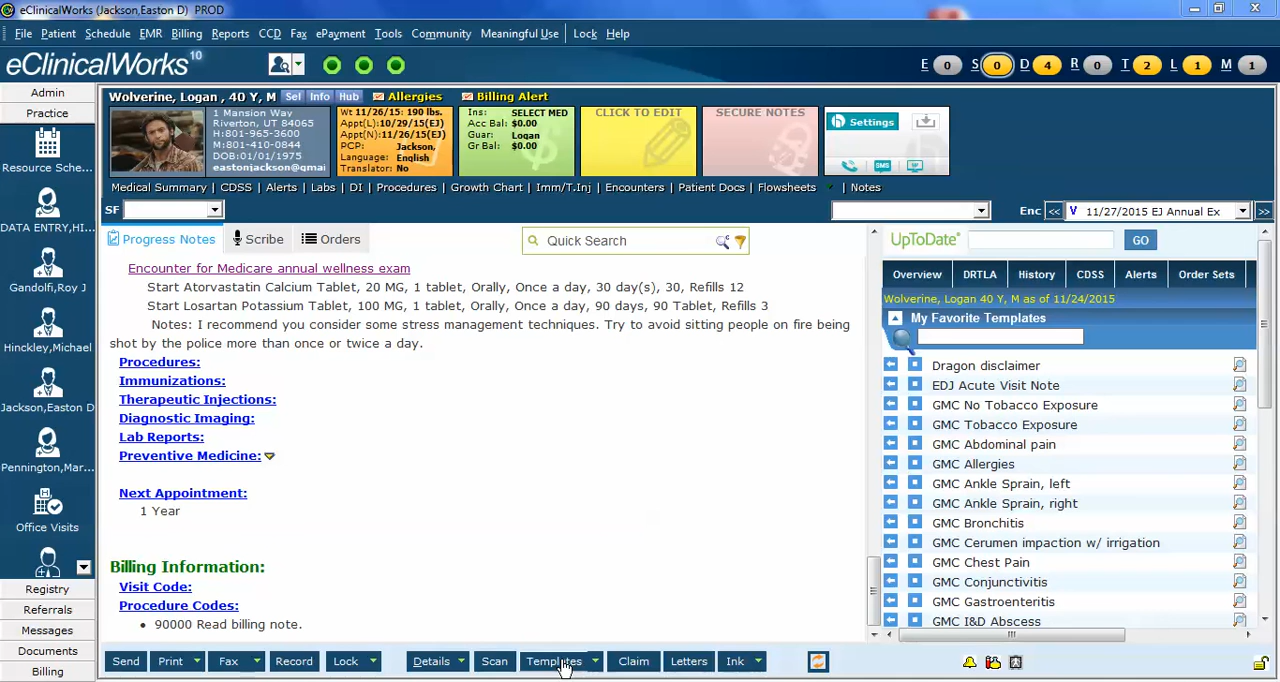 eClinicalWorks (Jackson,Easton D) PROD
File Patient Schedule EMR Billing Reports CCD Fax ePayment Tools Community Meaningful Use Lock Help
eClinicalWorks 10 E 0 S 0 D 4 R 0 T 2 L 1 M 1
Admin
Practice
Resource Sche...
DATA ENTRY,HI...
Gandolfi,Roy J
Hinckley,Michael
Jackson,Easton D
Pennington,Mar...
Office Visits
Registry
Referrals
Messages
Documents
Billing
Wolverine, Logan , 40 Y, M Sel Info Hub Allergies Billing Alert
1 Mansion Way
Riverton, UT 84065
H:801-965-3600
M:801-410-0844
DOB:01/01/1975
eastonjackson@gmai
Wt 11/26/15: 190 lbs.
Appt(L):10/29/15(EJ)
Appt(N):11/26/15(EJ)
PCP: Jackson,
Language: English
Translator: No
Ins: SELECT MED
Acc Bal: $0.00
Guar: Logan
Gr Bal: $0.00
CLICK TO EDIT
SECURE NOTES
h Settings
SMS
Medical Summary | CDSS | Alerts | Labs | DI | Procedures | Growth Chart | Imm/T.Inj | Encounters | Patient Docs | Flowsheets | Notes
SF Enc << V 11/27/2015 EJ Annual Ex >>
Progress Notes Scribe Orders Quick Search
Encounter for Medicare annual wellness exam
Start Atorvastatin Calcium Tablet, 20 MG, 1 tablet, Orally, Once a day, 30 day(s), 30, Refills 12
Start Losartan Potassium Tablet, 100 MG, 1 tablet, Orally, Once a day, 90 days, 90 Tablet, Refills 3
Notes: I rncommend you consider some stress management techniques. Try to avoid sitting people on fire being
shot by the police more than once or twice a day.
Procedures:
Immunizations:
Therapeutic Injections:
Diagnostic Imaging:
Lab Reports:
Preventive Medicine:
Next Appointment:
1 Year
Billing Information:
Visit Code:
Procedure Codes:
• 90000 Read billing note.
UpToDate GO
Overview DRTLA History CDSS Alerts Order Sets
Wolverine, Logan 40 Y, M as of 11/24/2015
My Favorite Templates
Dragon disclaimer
EDJ Acute Visit Note
GMC No Tobacco Exposure
GMC Tobacco Exposure
GMC Abdominal pain
GMC Allergies
GMC Ankle Sprain, left
GMC Ankle Sprain, right
GMC Bronchitis
GMC Cerumen impaction w/ irrigation
GMC Chest Pain
GMC Conjunctivitis
GMC Gastroenteritis
GMC I&D Abscess
Send Print Fax Record Lock Details Scan Templates Claim Letters Ink